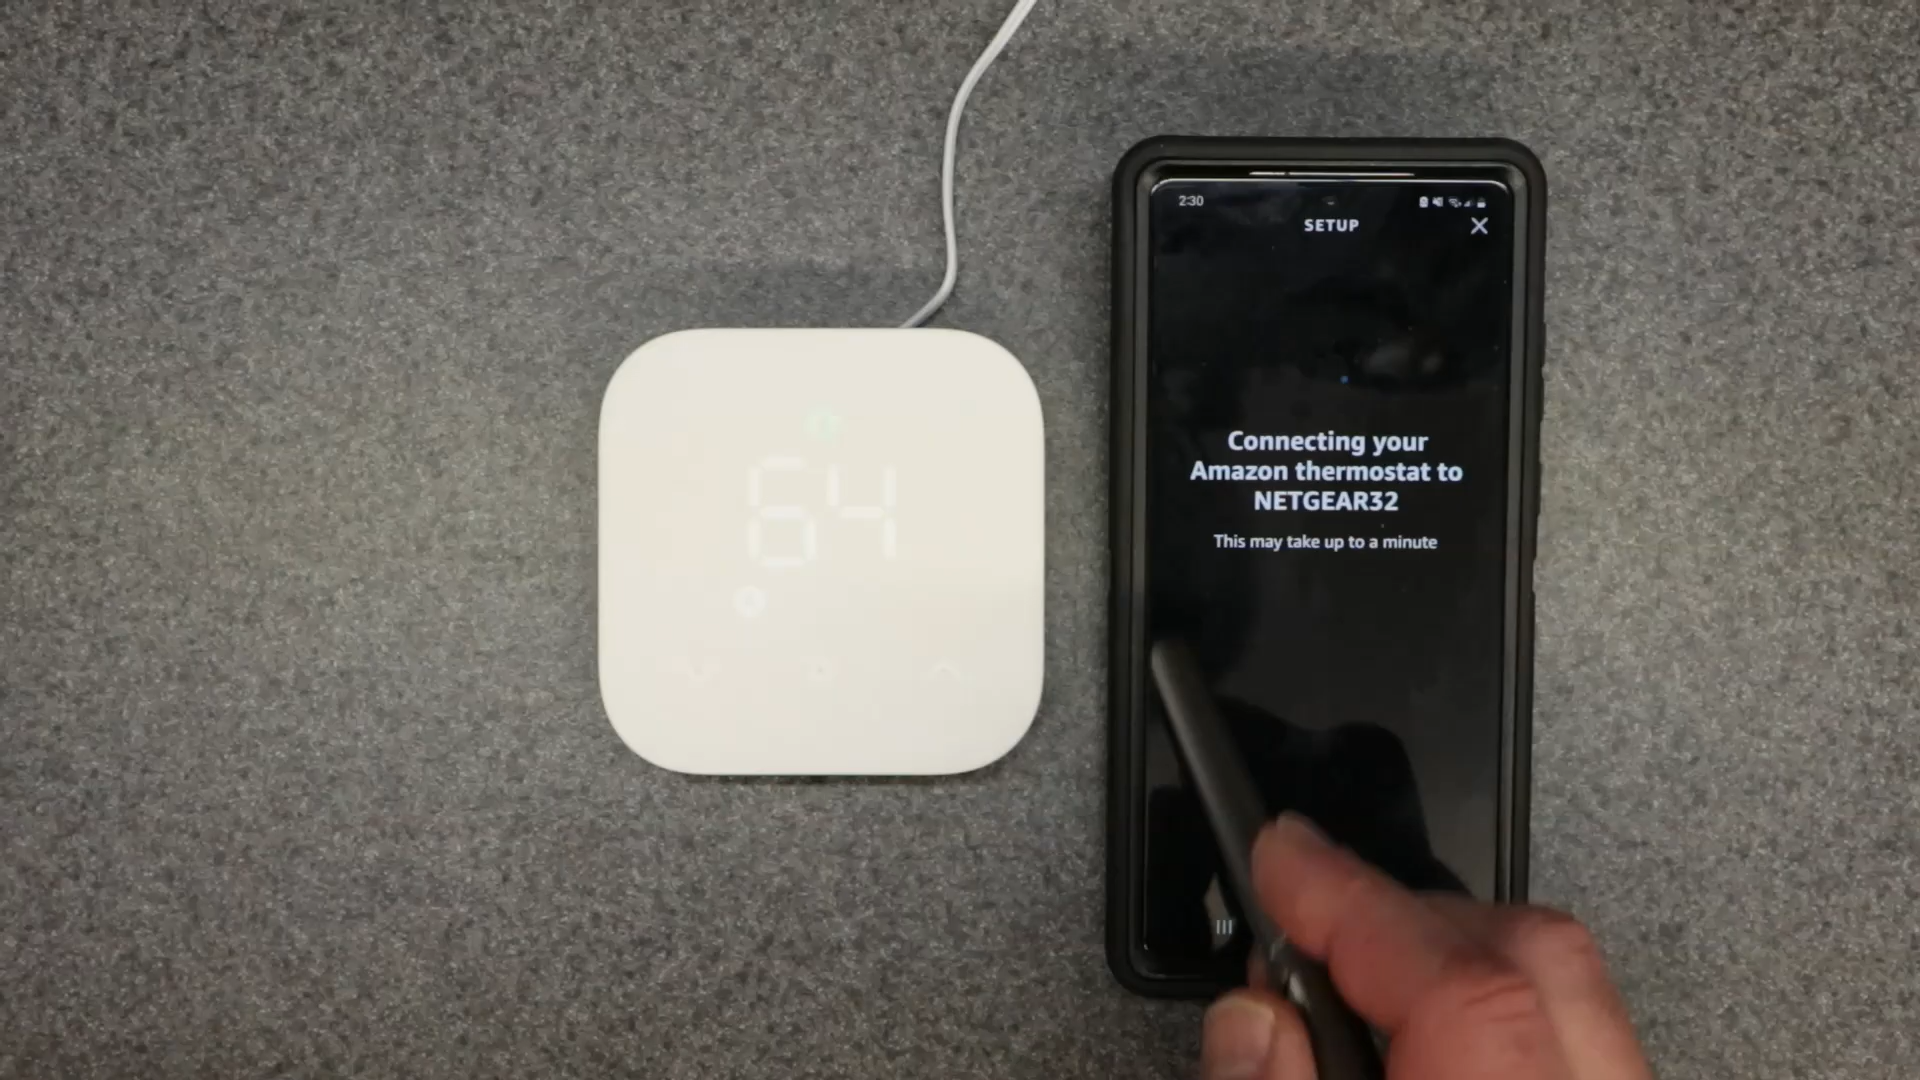 64
2:30
SETUP
Connecting your
Amazon thermostat to
NETGEAR32
This may take up to a minute